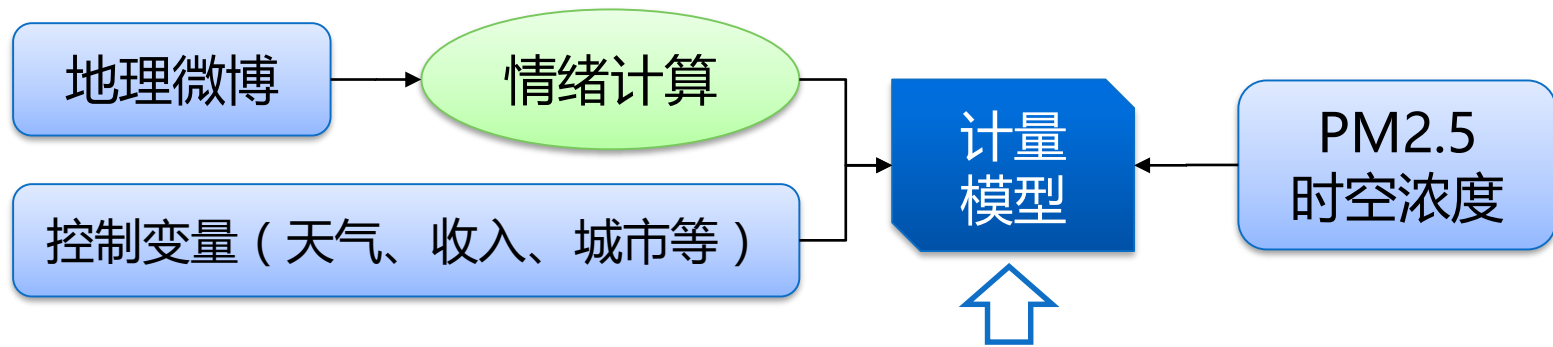 地理微博
情绪计算
控制变量（天气、收入、城市等）
计量
模型
PM2.5
时空浓度